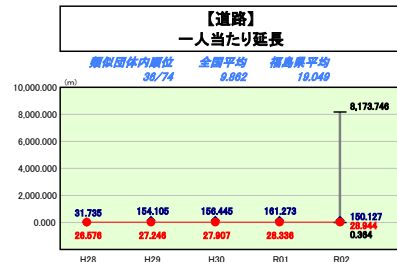 【道路】
一人当たり延長
類似団体内順位 全国平均 福島県平均
36/74 9.862 19.049
(m)
10,000.000
8,000.000
6,000.000
4,000.000
2,000.000
0.000
8,173.746
31.735 154.105 156.445 161.273 150.127
26.576 27.246 27.907 28.336 28.944
0.364
H28 H29 H30 R01 R02